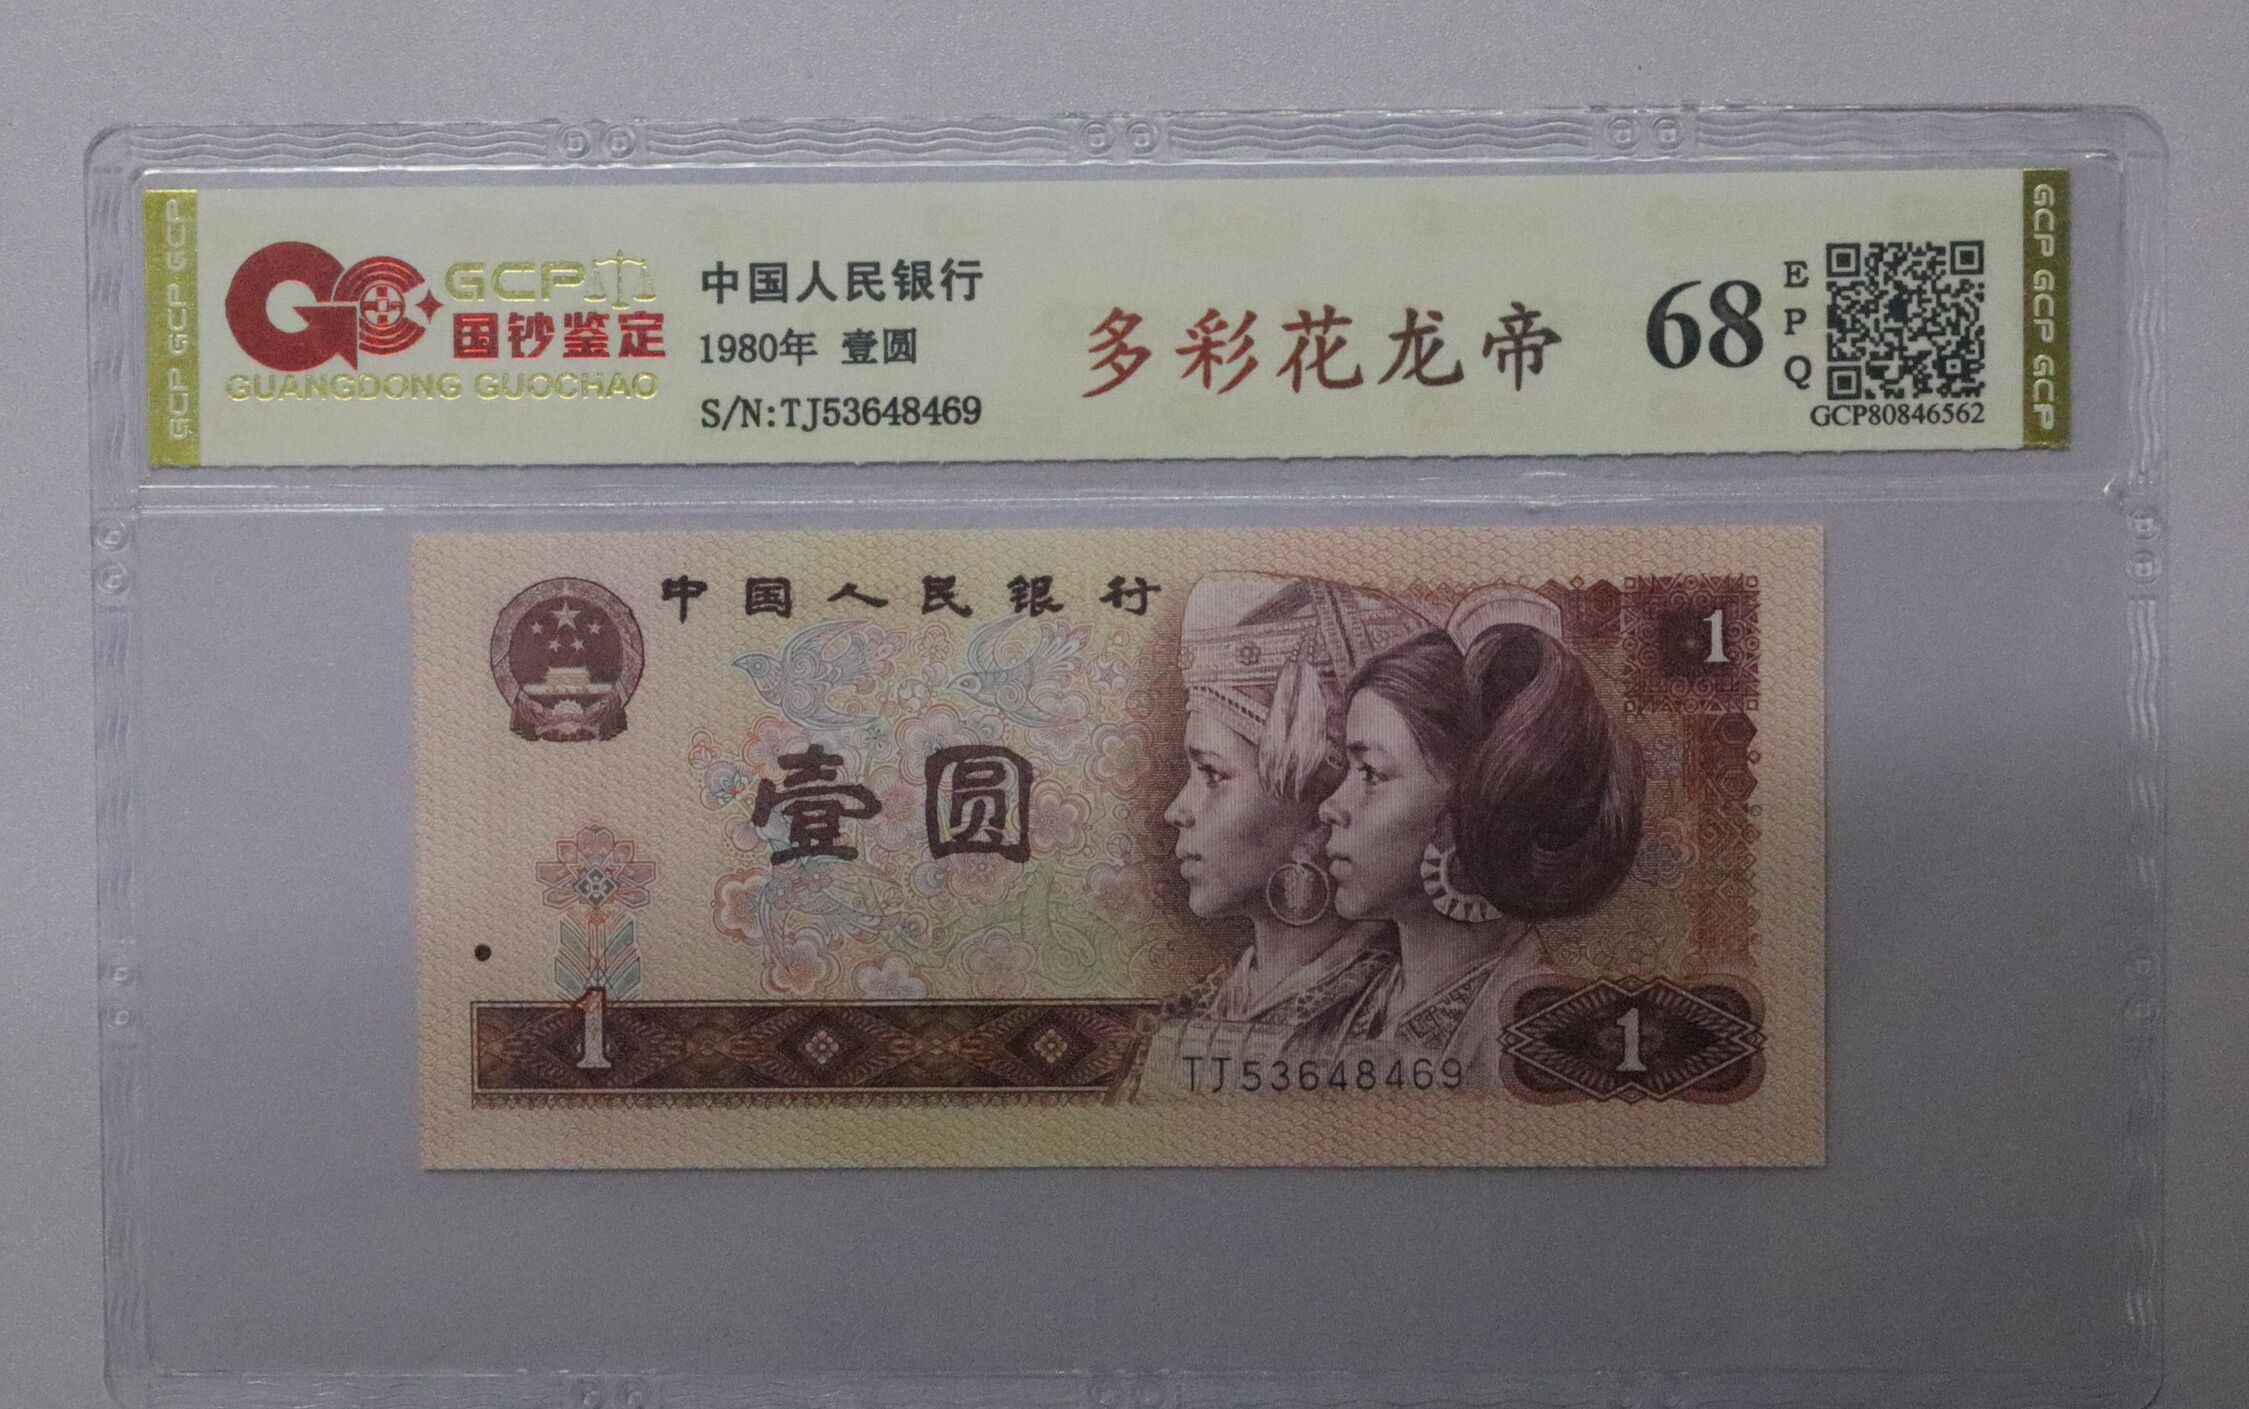 GCP GCP GCP
GCP
国钞鉴定
GUANGDONG GUOCHAO
中国人民银行
1980年 壹圆
S/N:TJ53648469
多彩花龙帝
68
EPQ
GCP80846562
GCP GCP GCP
中国人民银行
1
壹圆
1
1
TJ53648469